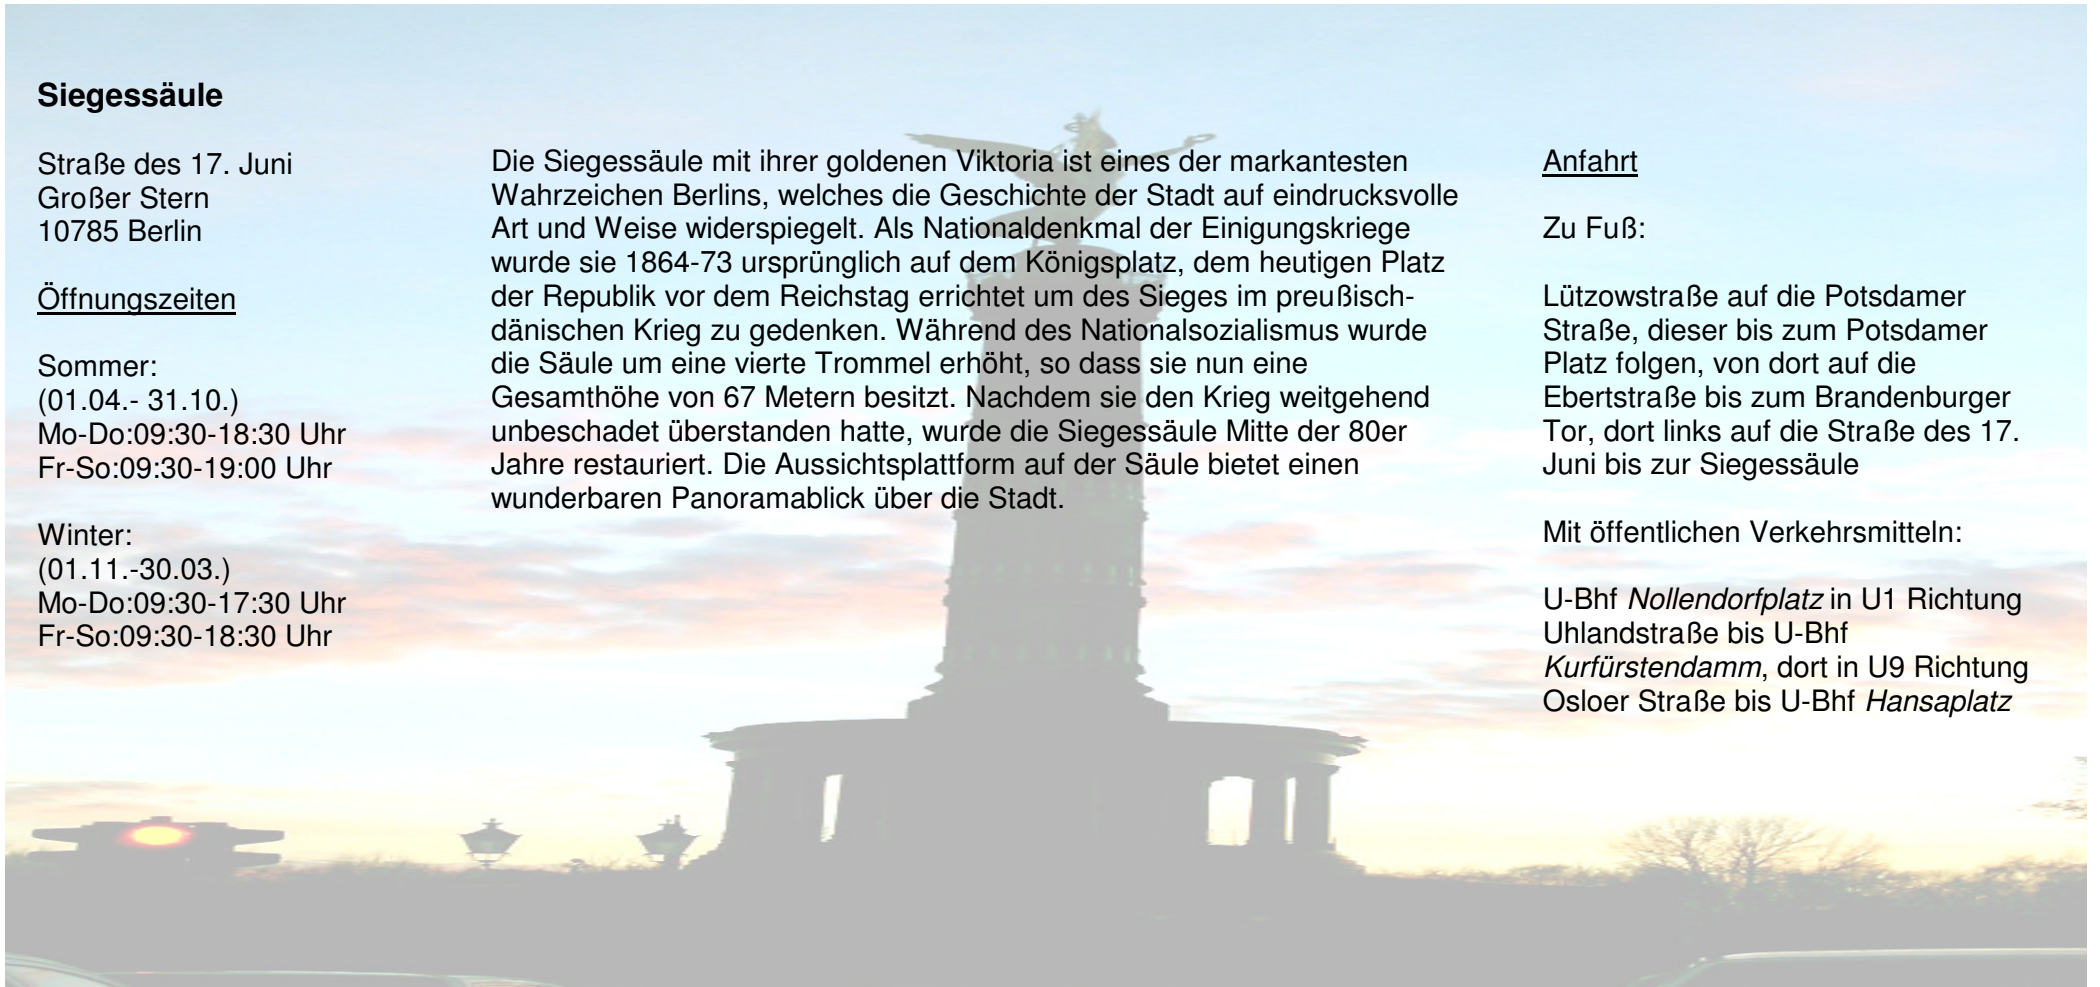 Siegessäule
Straße des 17. Juni
Großer Stern
10785 Berlin
Öffnungszeiten
Sommer:
(01.04.- 31.10.)
Mo-Do:09:30-18:30 Uhr
Fr-So:09:30-19:00 Uhr
Winter:
(01.11.-30.03.)
Mo-Do:09:30-17:30 Uhr
Fr-So:09:30-18:30 Uhr
Die Siegessäule mit ihrer goldenen Viktoria ist eines der markantesten
Wahrzeichen Berlins, welches die Geschichte der Stadt auf eindrucksvolle
Art und Weise widerspiegelt. Als Nationaldenkmal der Einigungskriege
wurde sie 1864-73 ursprünglich auf dem Königsplatz, dem heutigen Platz
der Republik vor dem Reichstag errichtet um des Sieges im preußisch-
dänischen Krieg zu gedenken. Während des Nationalsozialismus wurde
die Säule um eine vierte Trommel erhöht, so dass sie nun eine
Gesamthöhe von 67 Metern besitzt. Nachdem sie den Krieg weitgehend
unbeschadet überstanden hatte, wurde die Siegessäule Mitte der 80er
Jahre restauriert. Die Aussichtsplattform auf der Säule bietet einen
wunderbaren Panoramablick über die Stadt.
Anfahrt
Zu Fuß:
Lützowstraße auf die Potsdamer
Straße, dieser bis zum Potsdamer
Platz folgen, von dort auf die
Ebertstraße bis zum Brandenburger
Tor, dort links auf die Straße des 17.
Juni bis zur Siegessäule
Mit öffentlichen Verkehrsmitteln:
U-Bhf Nollendorfplatz in U1 Richtung
Uhlandstraße bis U-Bhf
Kurfürstendamm, dort in U9 Richtung
Osloer Straße bis U-Bhf Hansaplatz